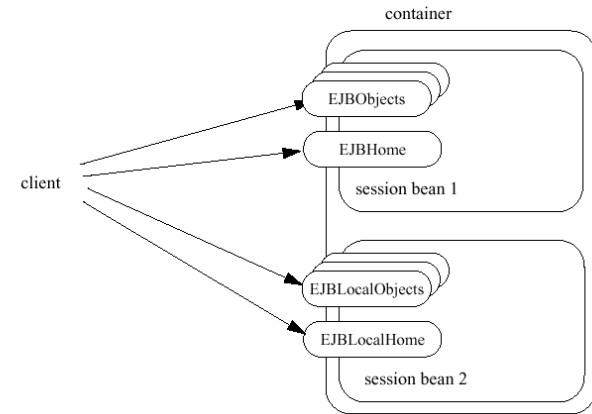 container
EJBObjects
EJBHome
client
session bean 1
EJBLocalObjects
EJBLocalHome
session bean 2